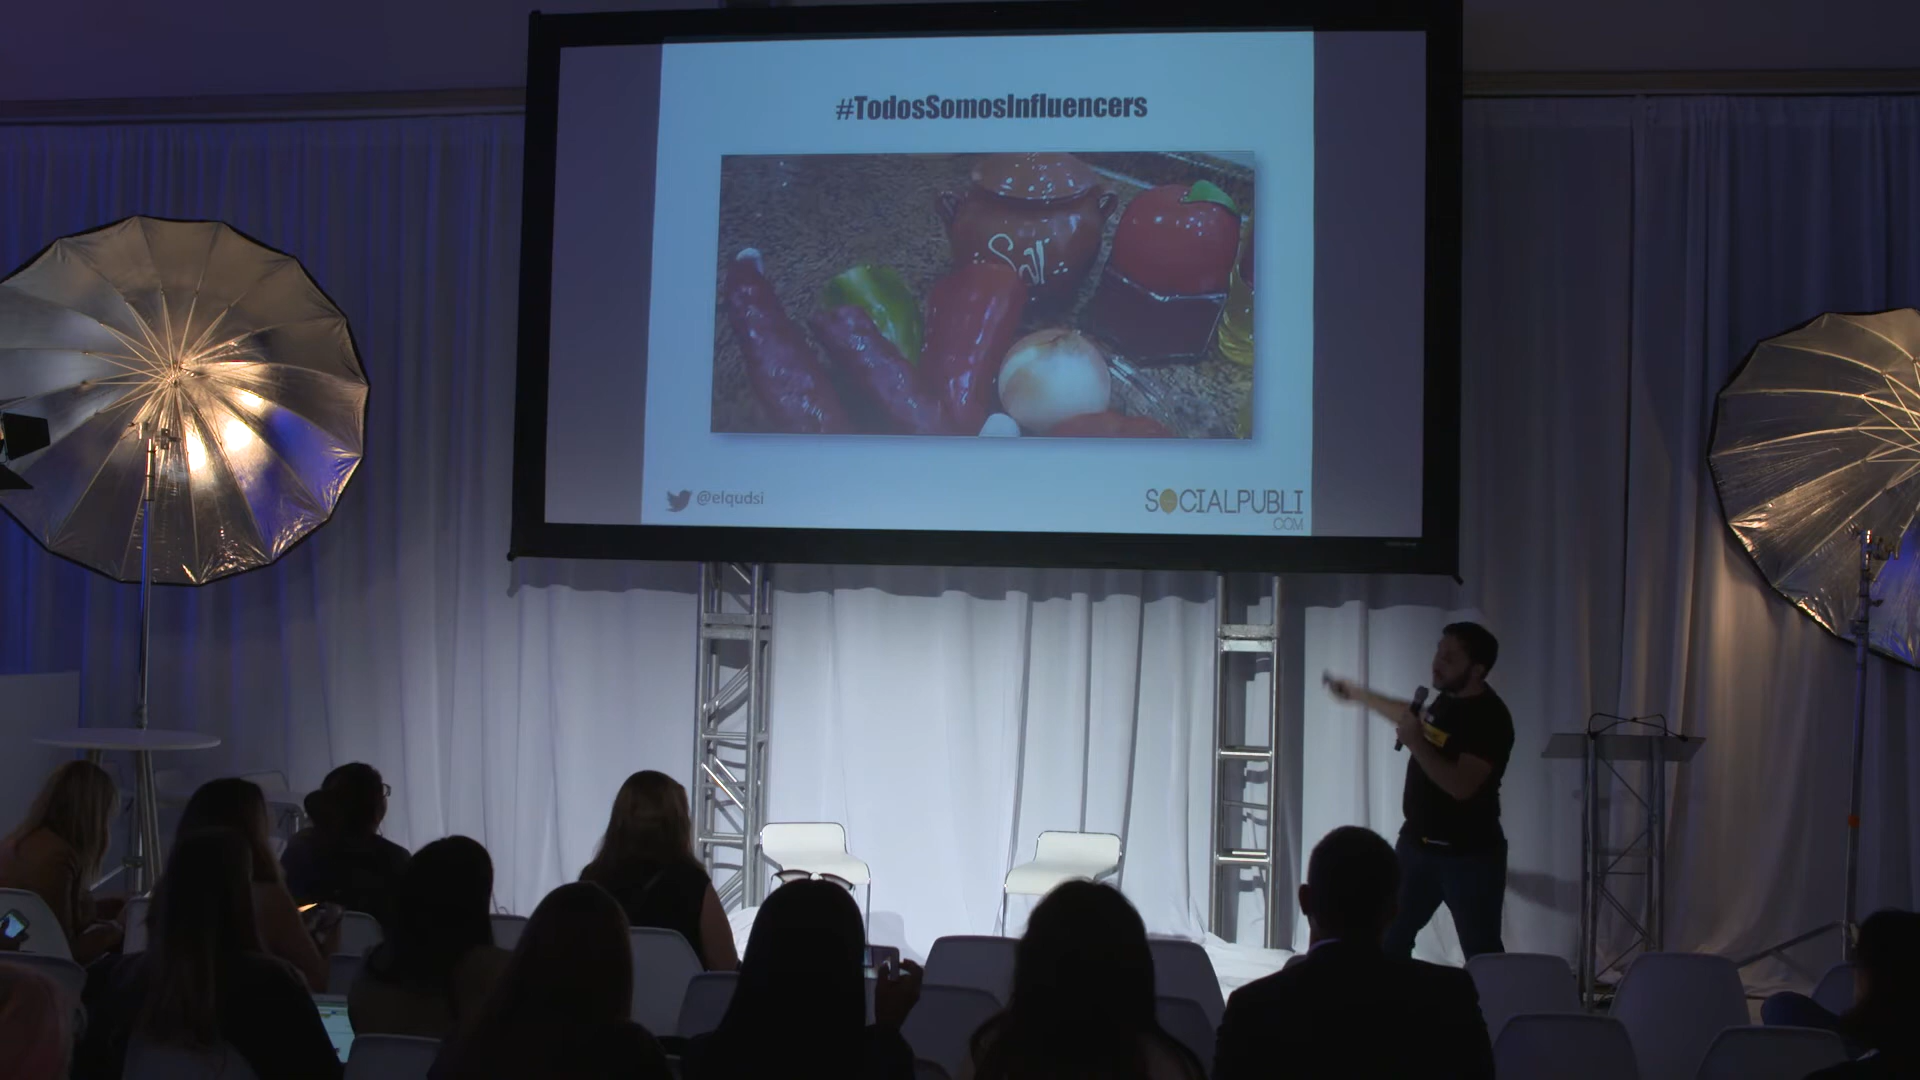 #TodosSomosInfluencers
Sal
@elqudsi
SOCIALPUBLI
.COM